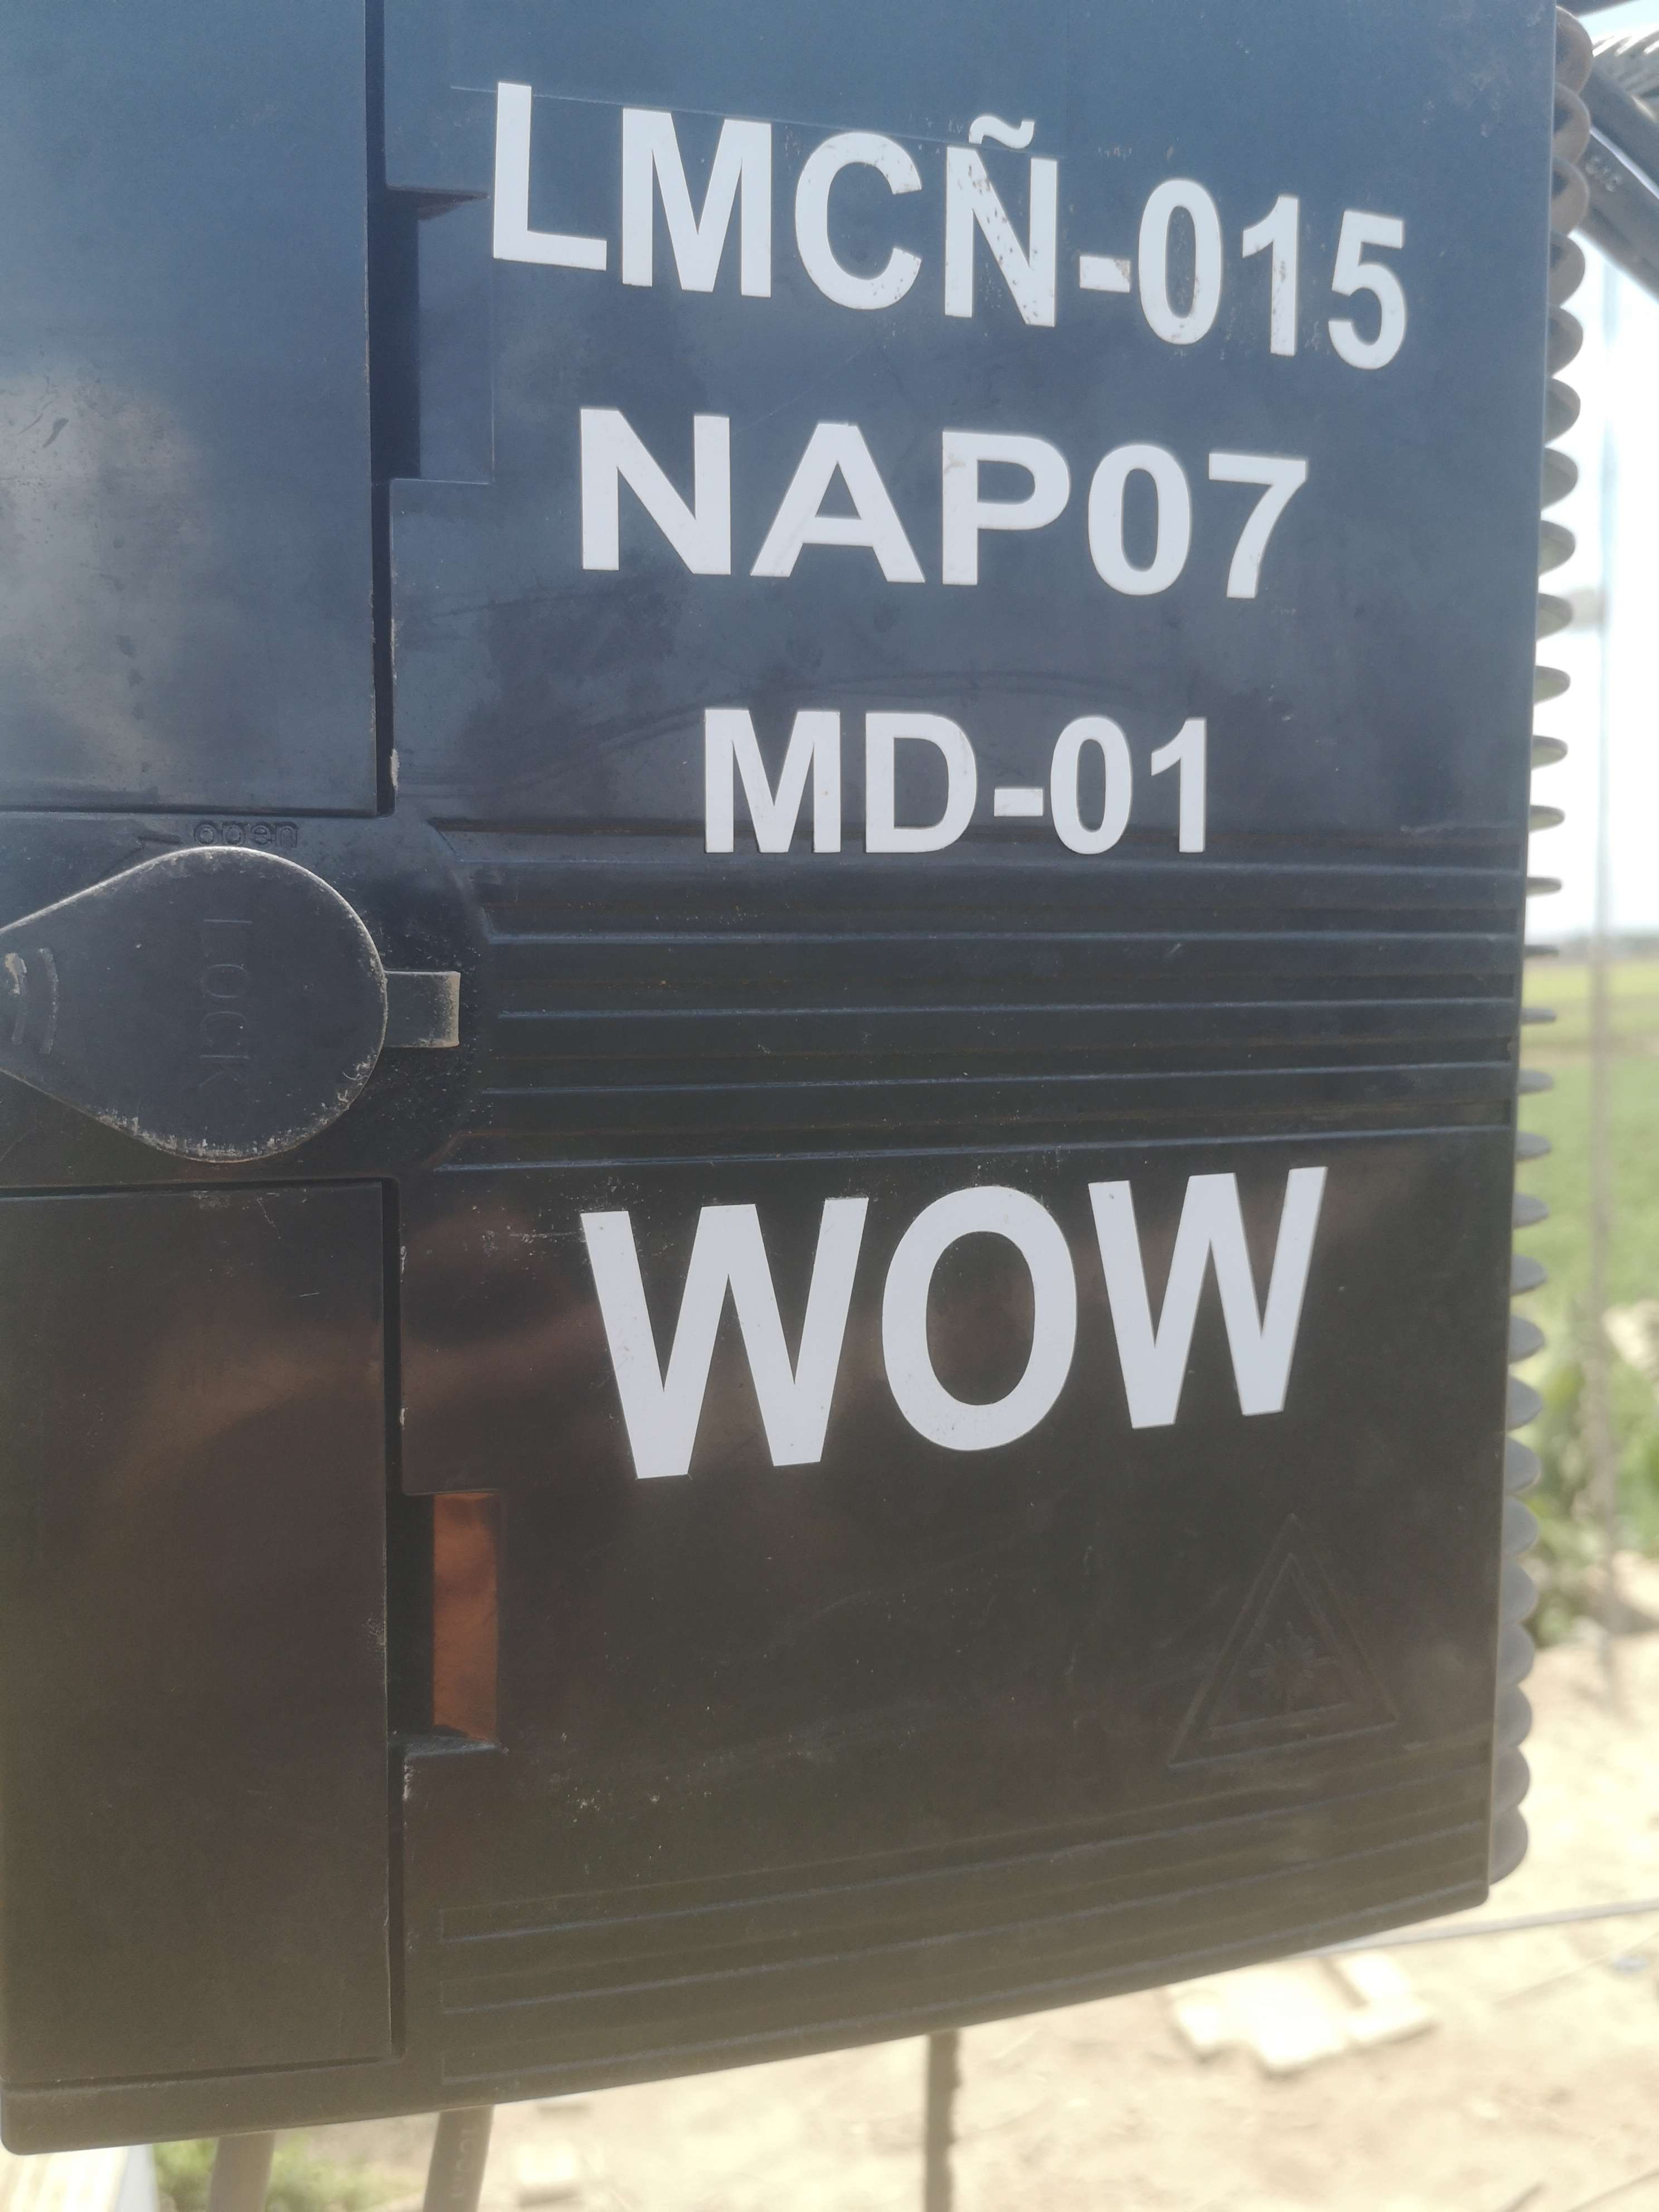 LMCÑ-015
NAP07
MD-01
open
LOCK
WOW